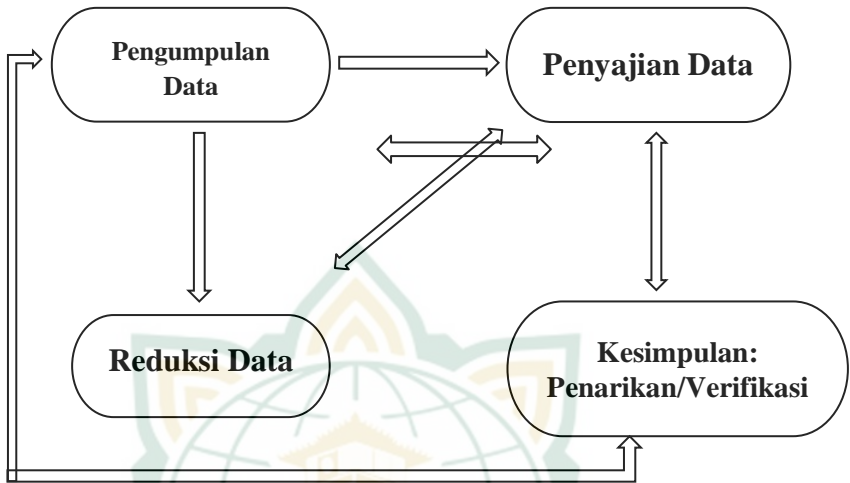 Pengumpulan
Data
Penyajian Data
Reduksi Data
Kesimpulan:
Penarikan/Verifikasi